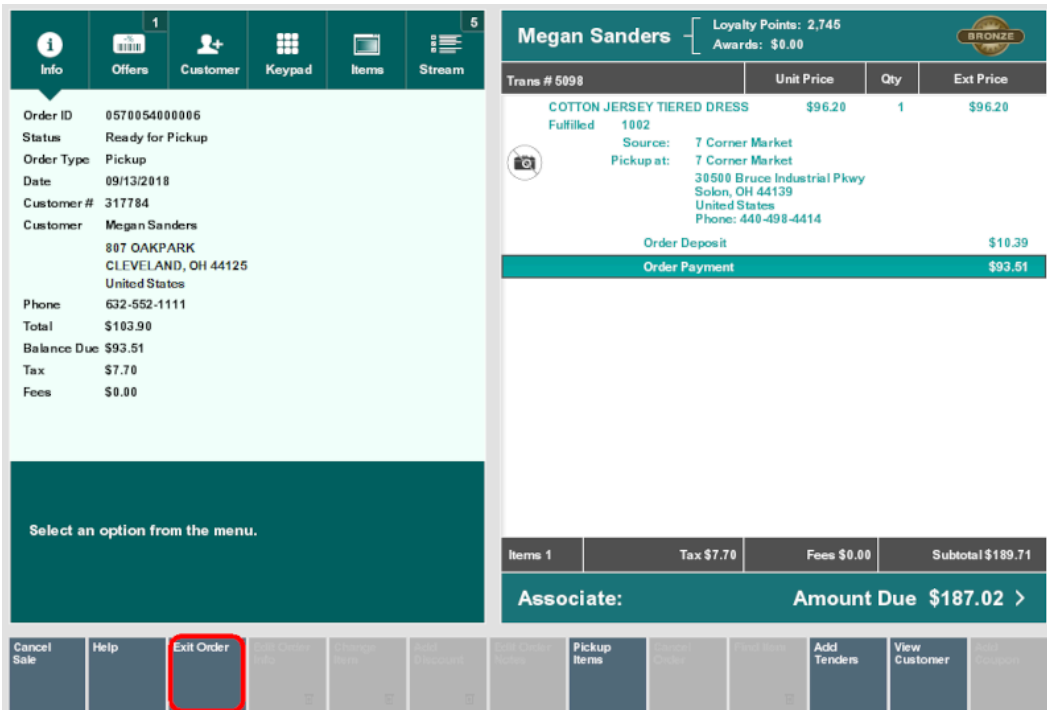 1
5
Info
Offers
Customer
Keypad
Items
Stream
Megan Sanders
Loyalty Points: 2,745
Awards: $0.00
BRONZE
Trans # 5098 Unit Price Qty Ext Price
Order ID 0570054000006
Status Ready for Pickup
Order Type Pickup
Date 09/13/2018
Customer # 317784
Customer Megan Sanders
807 OAKPARK
CLEVELAND, OH 44125
United States
Phone 632-552-1111
Total $103.90
Balance Due $93.51
Tax $7.70
Fees $0.00
Select an option from the menu.
COTTON JERSEY TIERED DRESS $96.20 1 $96.20
Fulfilled 1002
Source: 7 Corner Market
Pickup at: 7 Corner Market
30500 Bruce Industrial Pkwy
Solon, OH 44139
United States
Phone: 440-498-4414
Order Deposit $10.39
Order Payment $93.51
Items 1 Tax $7.70 Fees $0.00 Subtotal $189.71
Associate: Amount Due $187.02 >
Cancel
Sale
Help
Exit Order
Edit Order
Info
Change
Item
Add
Discount
Edit Order
Notes
Pickup
Items
Cancel
Order
Find Item
Add
Tenders
View
Customer
Add
Coupon